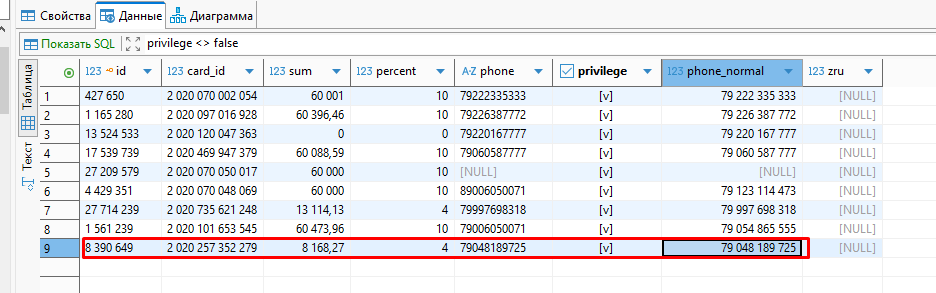 Свойства Данные Диаграмма
Показать SQL privilege <> false
Таблица
Текст
123 id 123 card_id 123 sum 123 percent A-Z phone privilege 123 phone_normal 123 zru
1 427 650 2 020 070 002 054 60 001 10 79222335333 [v] 79 222 335 333 [NULL]
2 1 165 280 2 020 097 016 928 60 396,46 10 79226387772 [v] 79 226 387 772 [NULL]
3 13 524 533 2 020 120 047 363 0 0 79220167777 [v] 79 220 167 777 [NULL]
4 17 539 739 2 020 469 947 379 60 088,59 10 79060587777 [v] 79 060 587 777 [NULL]
5 27 209 579 2 020 070 050 017 60 000 10 [NULL] [v] [NULL] [NULL]
6 4 429 351 2 020 070 048 069 60 000 10 89006050071 [v] 79 123 114 473 [NULL]
7 27 714 239 2 020 735 621 248 13 114,13 4 79997698318 [v] 79 997 698 318 [NULL]
8 1 561 239 2 020 101 653 545 60 473,96 10 79006050071 [v] 79 054 865 555 [NULL]
9 8 390 649 2 020 257 352 279 8 168,27 4 79048189725 [v] 79 048 189 725 [NULL]